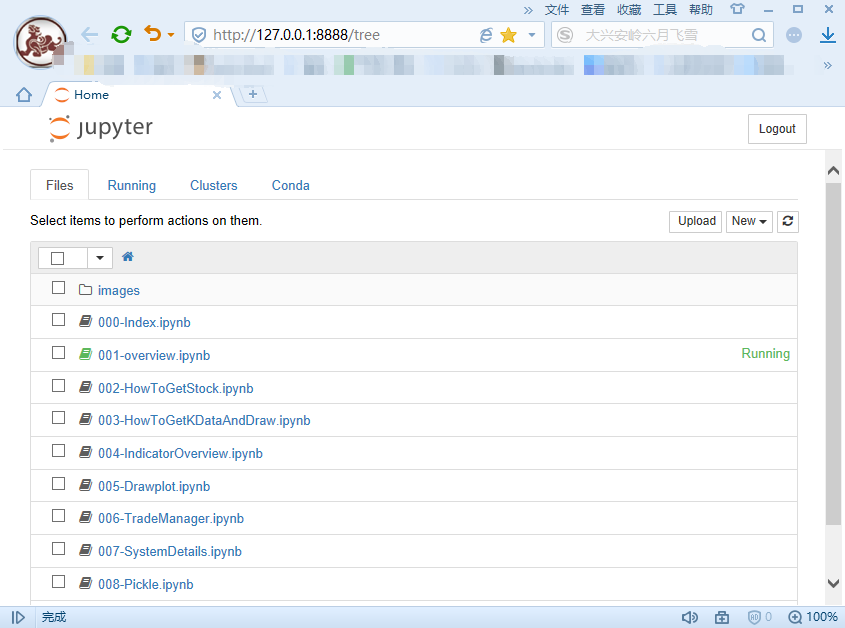 » 文件 查看 收藏 工具 帮助
http://127.0.0.1:8888/tree
大兴安岭六月飞雪
»
Home
jupyter
Logout
Files Running Clusters Conda
Select items to perform actions on them.
Upload New
images
000-Index.ipynb
001-overview.ipynb Running
002-HowToGetStock.ipynb
003-HowToGetKDataAndDraw.ipynb
004-IndicatorOverview.ipynb
005-Drawplot.ipynb
006-TradeManager.ipynb
007-SystemDetails.ipynb
008-Pickle.ipynb
完成 0 100%